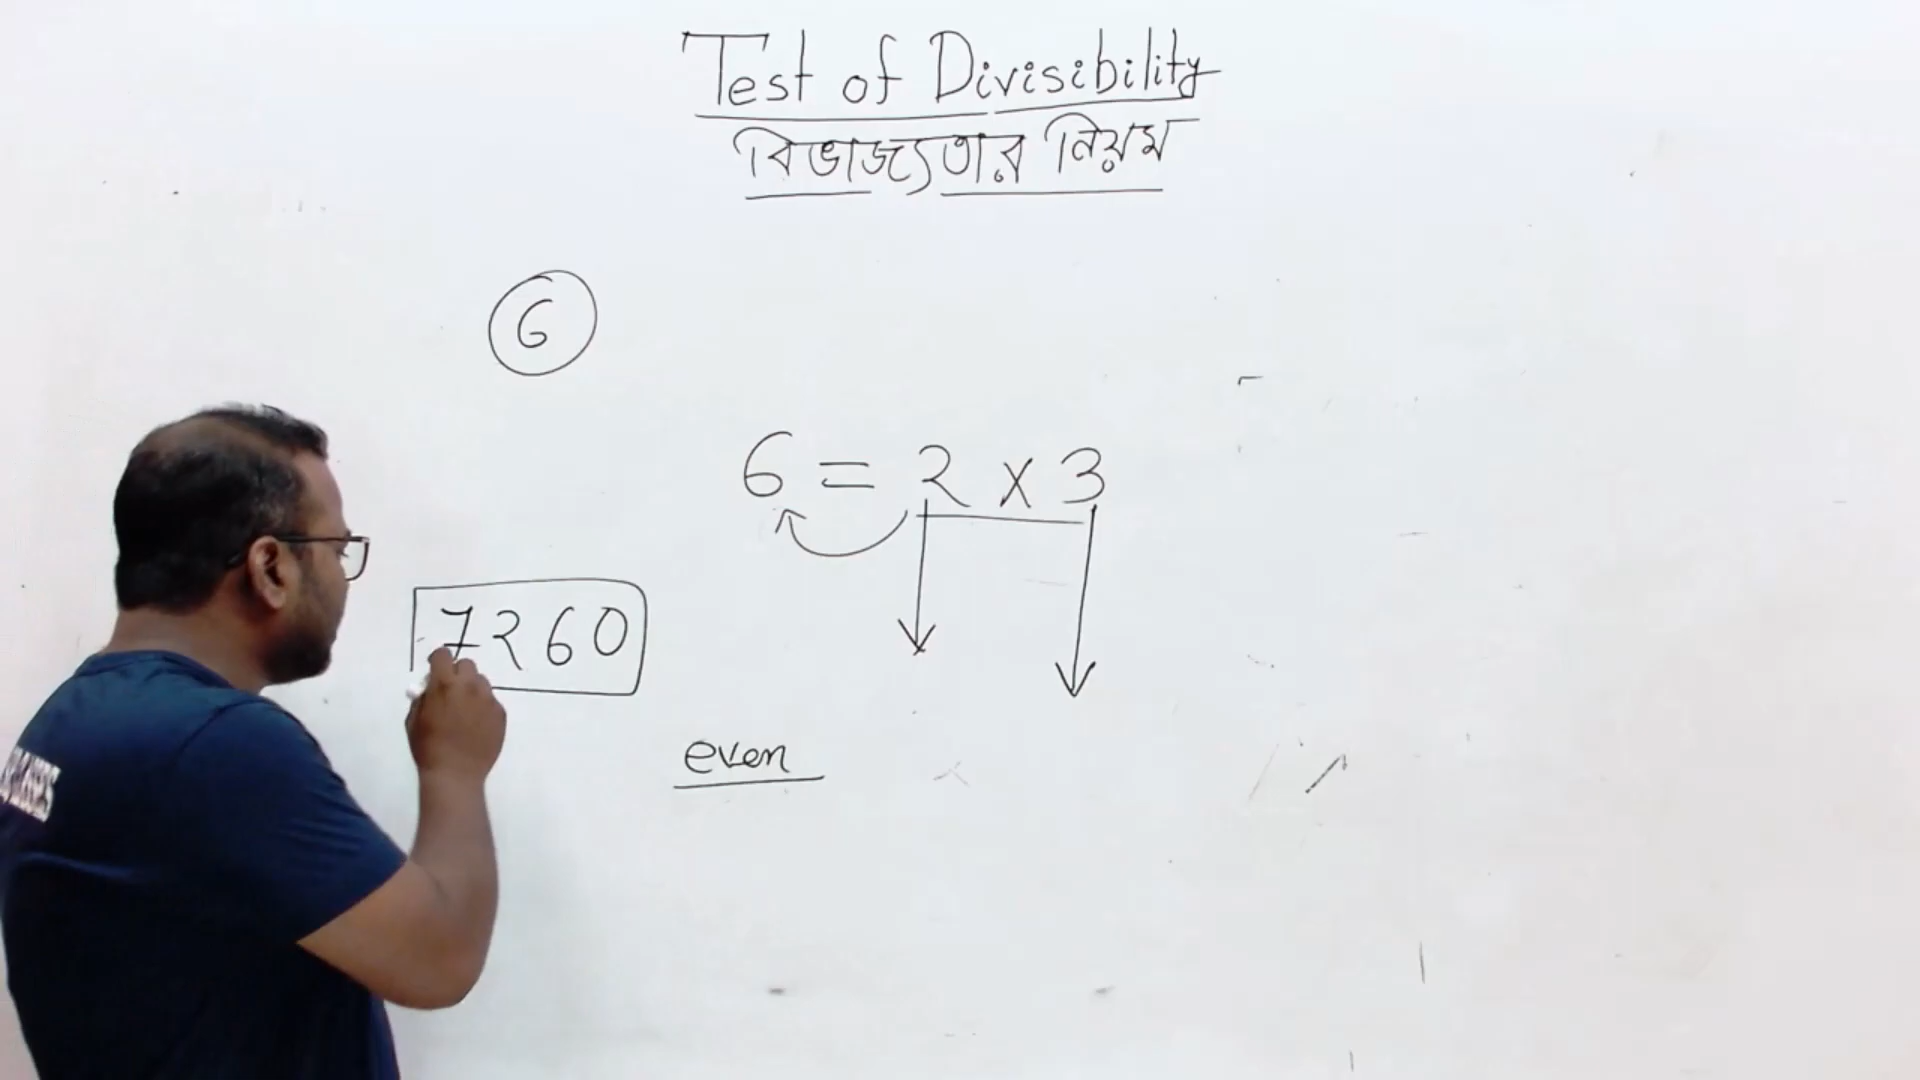 Test of Divisibility
বিভাজ্যতার নিয়ম
6
6 = 2 x 3
7260
even